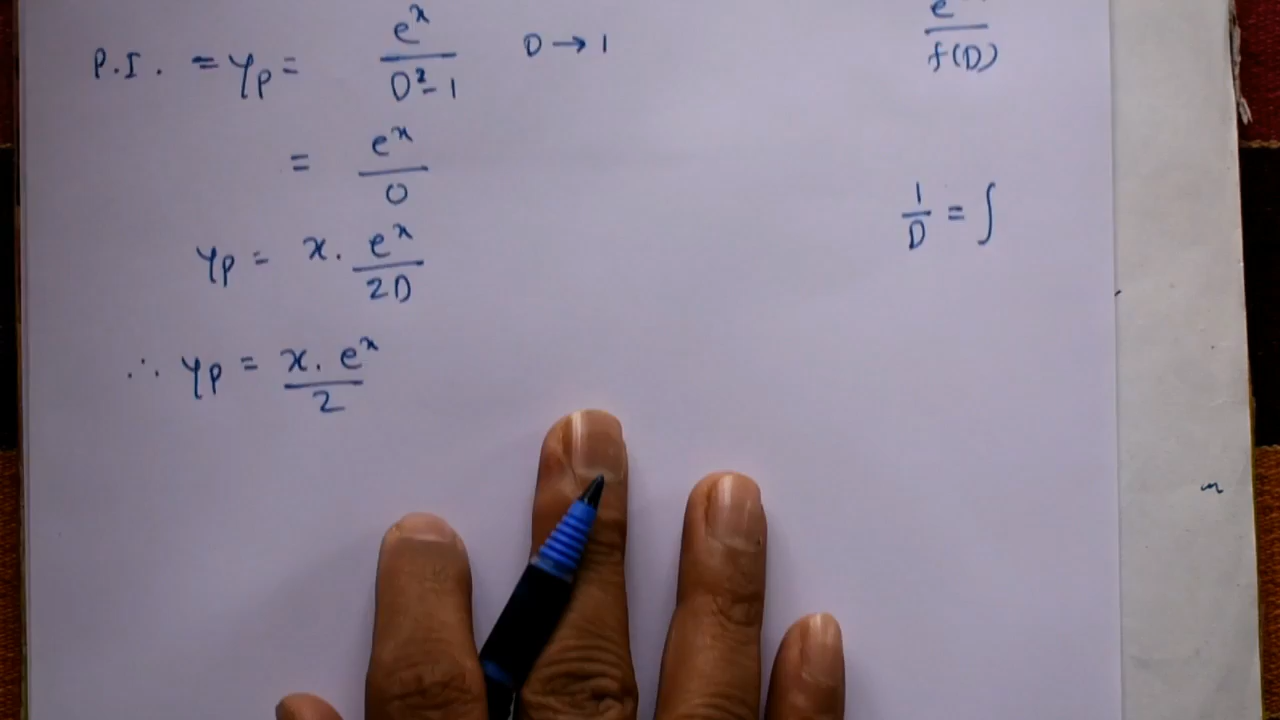 P.I. = yp = e^x / D²-1    D → 1
= e^x / 0
yp = x. e^x / 2D
∴ yp = x. e^x / 2
e / f(D)
1/D = ∫